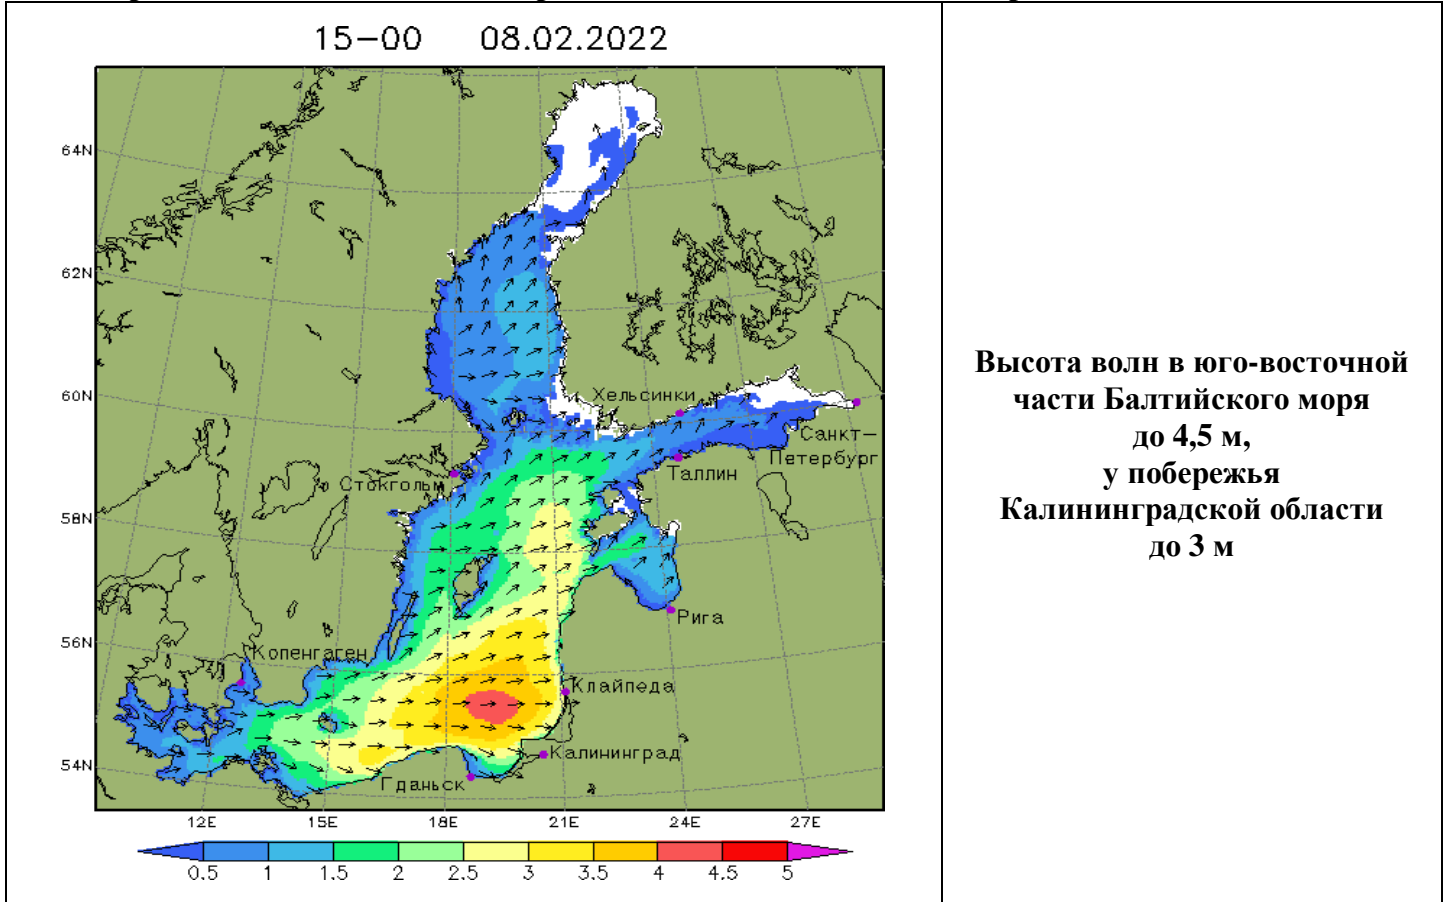 15-00 08.02.2022
64N
62N
60N
58N
56N
54N
Хельсинки
Санкт-
Петербург
Таллин
Стокгольм
Рига
Копенгаген
Клайпеда
Калининград
Гданьск
12E 15E 18E 21E 24E 27E
0.5 1 1.5 2 2.5 3 3.5 4 4.5 5
Высота волн в юго-восточной
части Балтийского моря
до 4,5 м,
у побережья
Калининградской области
до 3 м